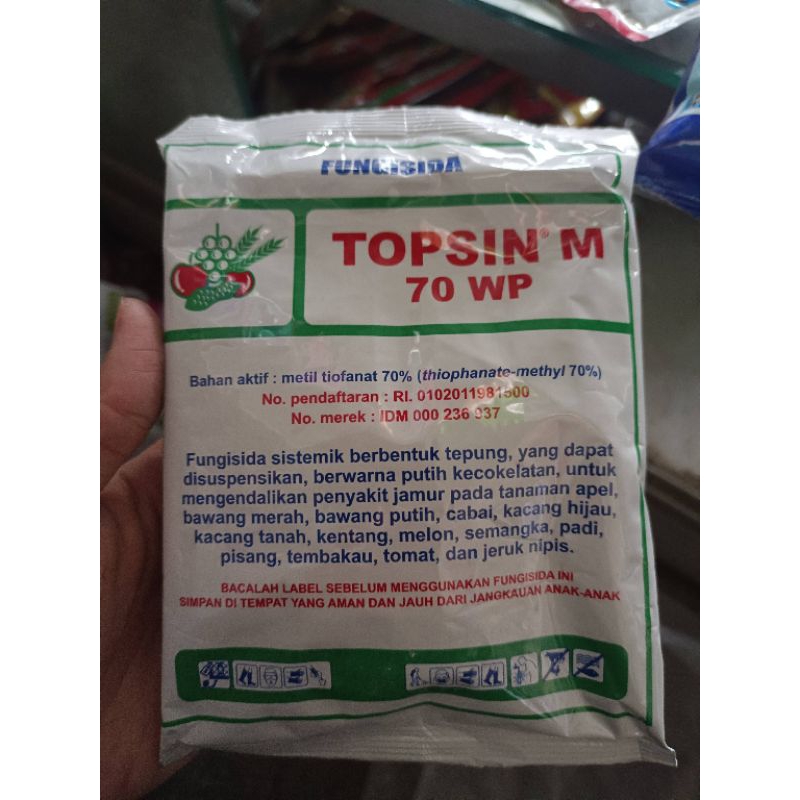 FUNGISIDA
TOPSIN® M
70 WP
Bahan aktif : metil tiofanat 70% (thiophanate-methyl 70%)
No. pendaftaran : RI. 0102011981500
No. merek : IDM 000 236 037
Fungisida sistemik berbentuk tepung, yang dapat
disuspensikan, berwarna putih kecokelatan, untuk
mengendalikan penyakit jamur pada tanaman apel,
bawang merah, bawang putih, cabai, kacang hijau,
kacang tanah, kentang, melon, semangka, padi,
pisang, tembakau, tomat, dan jeruk nipis.
BACALAH LABEL SEBELUM MENGGUNAKAN FUNGISIDA INI
SIMPAN DI TEMPAT YANG AMAN DAN JAUH DARI JANGKAUAN ANAK-ANAK